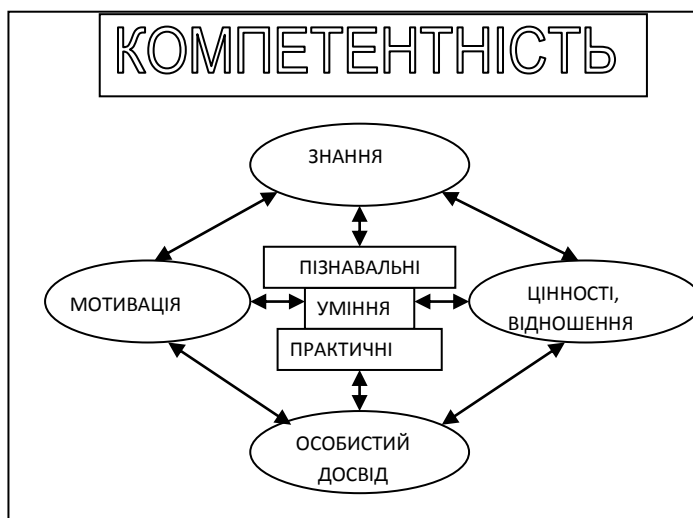 КОМПЕТЕНТНІСТЬ
ЗНАННЯ
ПІЗНАВАЛЬНІ
МОТИВАЦІЯ
УМІННЯ
ЦІННОСТІ,
ВІДНОШЕННЯ
ПРАКТИЧНІ
ОСОБИСТИЙ
ДОСВІД